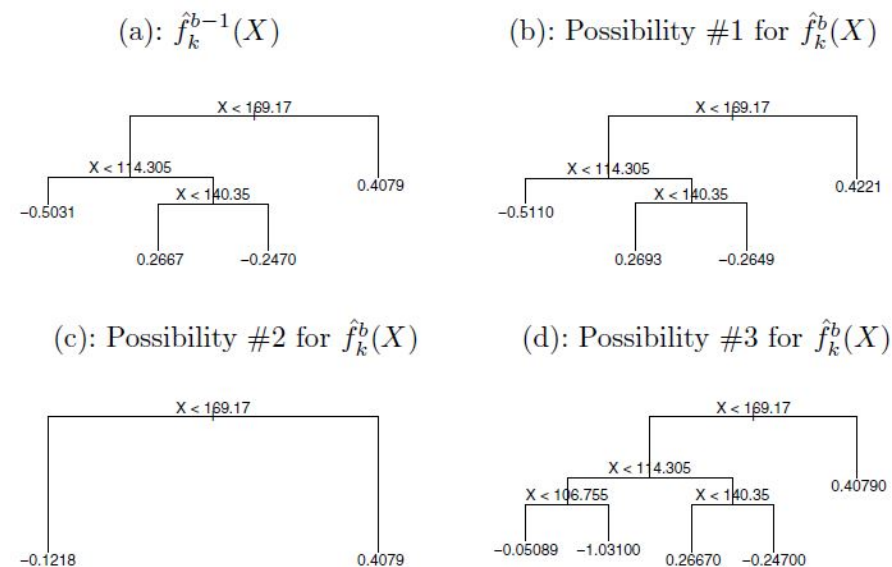 (a): $\hat{f}_k^{b-1}(X)$
X < 169.17
X < 114.305
X < 140.35
−0.5031
0.4079
0.2667
−0.2470
(b): Possibility #1 for $\hat{f}_k^{b}(X)$
X < 169.17
X < 114.305
X < 140.35
−0.5110
0.4221
0.2693
−0.2649
(c): Possibility #2 for $\hat{f}_k^{b}(X)$
X < 169.17
−0.1218
0.4079
(d): Possibility #3 for $\hat{f}_k^{b}(X)$
X < 169.17
X < 114.305
0.40790
X < 106.755
X < 140.35
−0.05089
−1.03100
0.26670
−0.24700